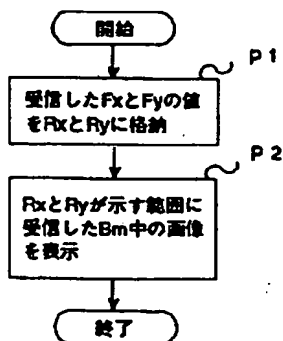 開始
P1
受信したFxとFyの値
をRxとRyに格納
P2
RxとRyが示す範囲に
受信したBm中の画像
を表示
終了